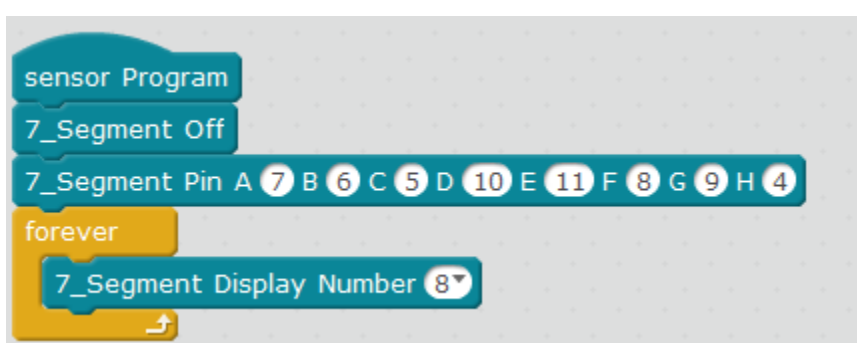 sensor Program
7_Segment Off
7_Segment Pin A 7 B 6 C 5 D 10 E 11 F 8 G 9 H 4
forever
7_Segment Display Number 8